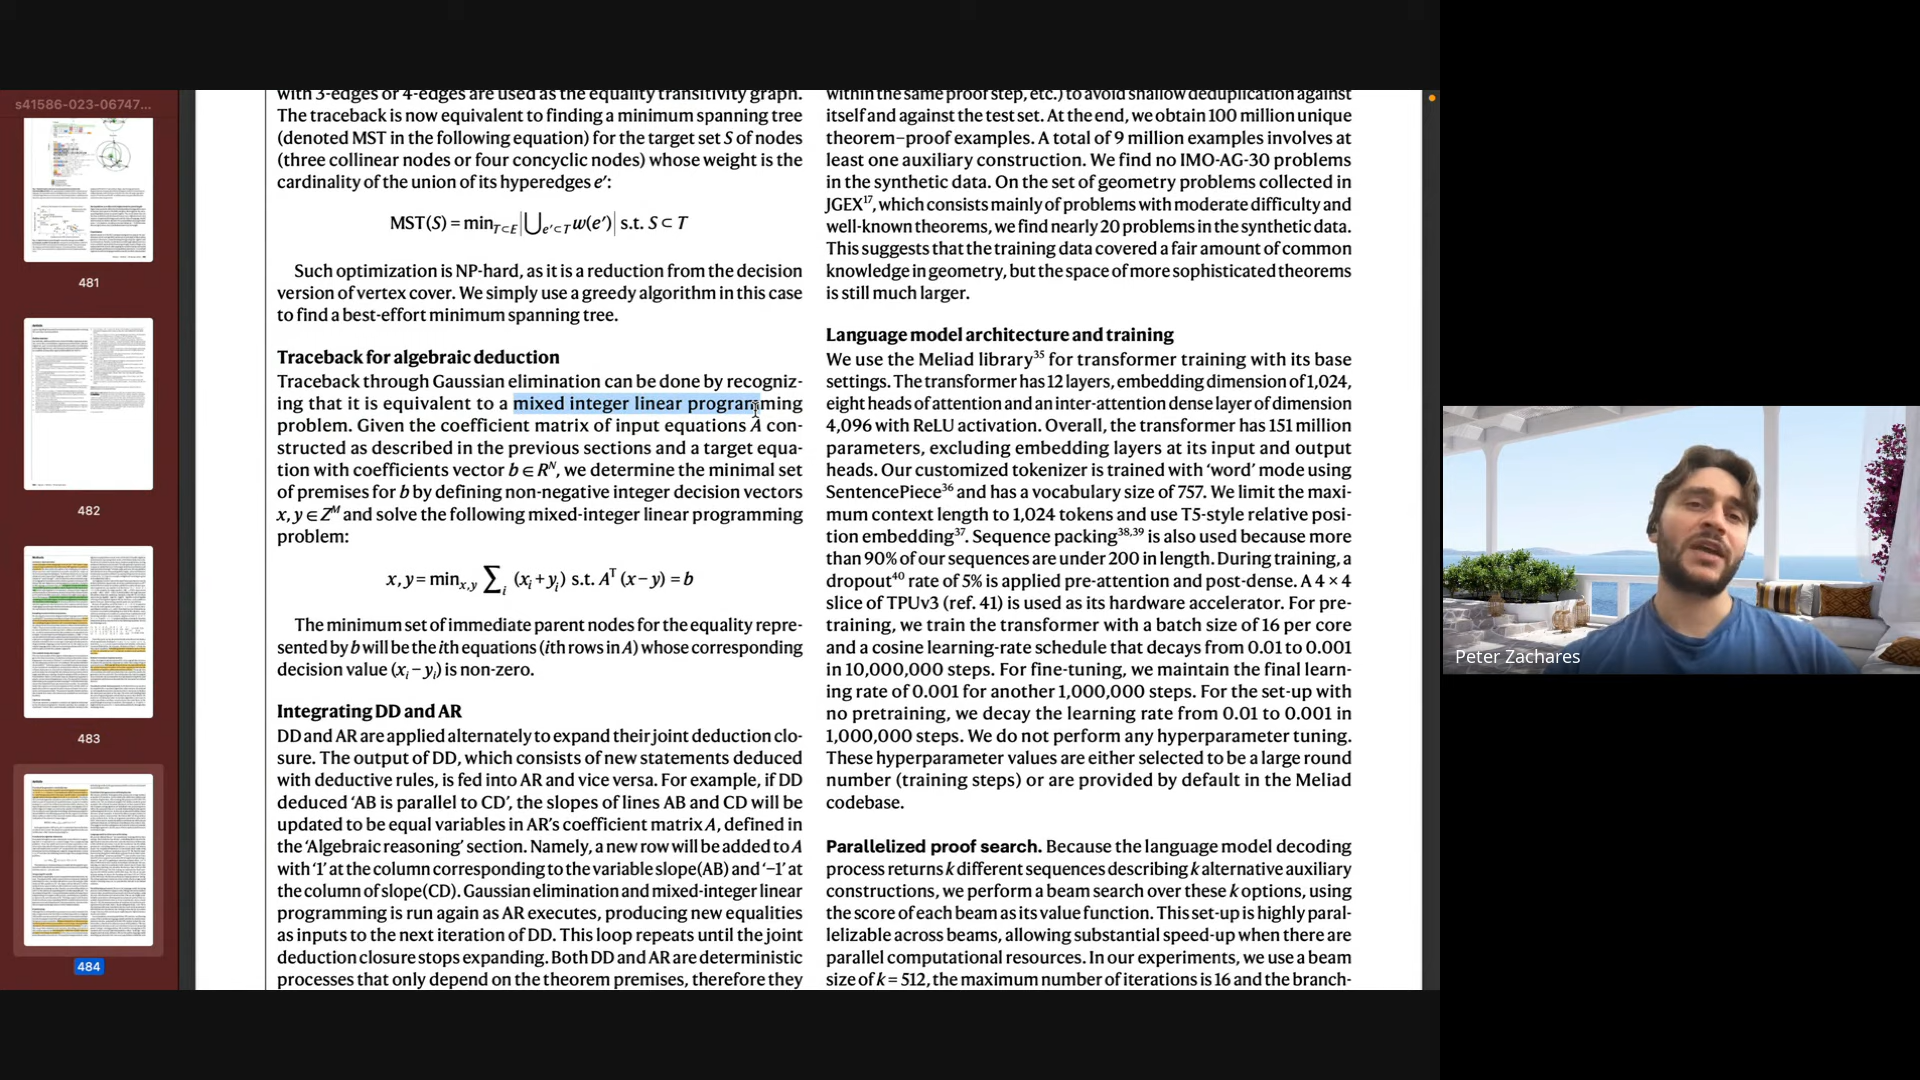 s41586-023-06747...
481
482
483
484
with 3-edges or 4-edges are used as the equality transitivity graph.
The traceback is now equivalent to finding a minimum spanning tree
(denoted MST in the following equation) for the target set S of nodes
(three collinear nodes or four concyclic nodes) whose weight is the
cardinality of the union of its hyperedges e′:
MST(S) = min_{T⊂E} |⋃_{e′⊂T} w(e′)| s.t. S ⊂ T
Such optimization is NP-hard, as it is a reduction from the decision
version of vertex cover. We simply use a greedy algorithm in this case
to find a best-effort minimum spanning tree.
Traceback for algebraic deduction
Traceback through Gaussian elimination can be done by recogniz-
ing that it is equivalent to a mixed integer linear programming
problem. Given the coefficient matrix of input equations A con-
structed as described in the previous sections and a target equa-
tion with coefficients vector b ∈ R^N, we determine the minimal set
of premises for b by defining non-negative integer decision vectors
x, y ∈ Z^M and solve the following mixed-integer linear programming
problem:
x, y = min_{x,y} ∑_i (x_i + y_i) s.t. A^T (x − y) = b
The minimum set of immediate parent nodes for the equality repre-
sented by b will be the ith equations (ith rows in A) whose corresponding
decision value (x_i − y_i) is non-zero.
Integrating DD and AR
DD and AR are applied alternately to expand their joint deduction clo-
sure. The output of DD, which consists of new statements deduced
with deductive rules, is fed into AR and vice versa. For example, if DD
deduced ‘AB is parallel to CD’, the slopes of lines AB and CD will be
updated to be equal variables in AR’s coefficient matrix A, defined in
the ‘Algebraic reasoning’ section. Namely, a new row will be added to A
with ‘1’ at the column corresponding to the variable slope(AB) and ‘−1’ at
the column of slope(CD). Gaussian elimination and mixed-integer linear
programming is run again as AR executes, producing new equalities
as inputs to the next iteration of DD. This loop repeats until the joint
deduction closure stops expanding. Both DD and AR are deterministic
processes that only depend on the theorem premises, therefore they
within the same proof step, etc.) to avoid shallow deduplication against
itself and against the test set. At the end, we obtain 100 million unique
theorem–proof examples. A total of 9 million examples involves at
least one auxiliary construction. We find no IMO-AG-30 problems
in the synthetic data. On the set of geometry problems collected in
JGEX17, which consists mainly of problems with moderate difficulty and
well-known theorems, we find nearly 20 problems in the synthetic data.
This suggests that the training data covered a fair amount of common
knowledge in geometry, but the space of more sophisticated theorems
is still much larger.
Language model architecture and training
We use the Meliad library35 for transformer training with its base
settings. The transformer has 12 layers, embedding dimension of 1,024,
eight heads of attention and an inter-attention dense layer of dimension
4,096 with ReLU activation. Overall, the transformer has 151 million
parameters, excluding embedding layers at its input and output
heads. Our customized tokenizer is trained with ‘word’ mode using
SentencePiece36 and has a vocabulary size of 757. We limit the maxi-
mum context length to 1,024 tokens and use T5-style relative posi-
tion embedding37. Sequence packing38,39 is also used because more
than 90% of our sequences are under 200 in length. During training, a
dropout40 rate of 5% is applied pre-attention and post-dense. A 4 × 4
slice of TPUv3 (ref. 41) is used as its hardware accelerator. For pre-
training, we train the transformer with a batch size of 16 per core
and a cosine learning-rate schedule that decays from 0.01 to 0.001
in 10,000,000 steps. For fine-tuning, we maintain the final learn-
ing rate of 0.001 for another 1,000,000 steps. For the set-up with
no pretraining, we decay the learning rate from 0.01 to 0.001 in
1,000,000 steps. We do not perform any hyperparameter tuning.
These hyperparameter values are either selected to be a large round
number (training steps) or are provided by default in the Meliad
codebase.
Parallelized proof search. Because the language model decoding
process returns k different sequences describing k alternative auxiliary
constructions, we perform a beam search over these k options, using
the score of each beam as its value function. This set-up is highly paral-
lelizable across beams, allowing substantial speed-up when there are
parallel computational resources. In our experiments, we use a beam
size of k = 512, the maximum number of iterations is 16 and the branch-
Peter Zachares